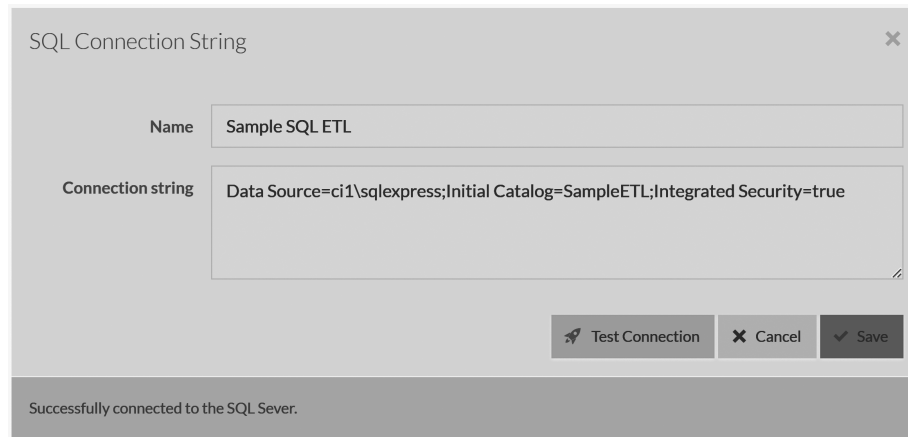 SQL Connection String
Name Sample SQL ETL
Connection string Data Source=ci1\sqlexpress;Initial Catalog=SampleETL;Integrated Security=true
Test Connection Cancel Save
Successfully connected to the SQL Sever.